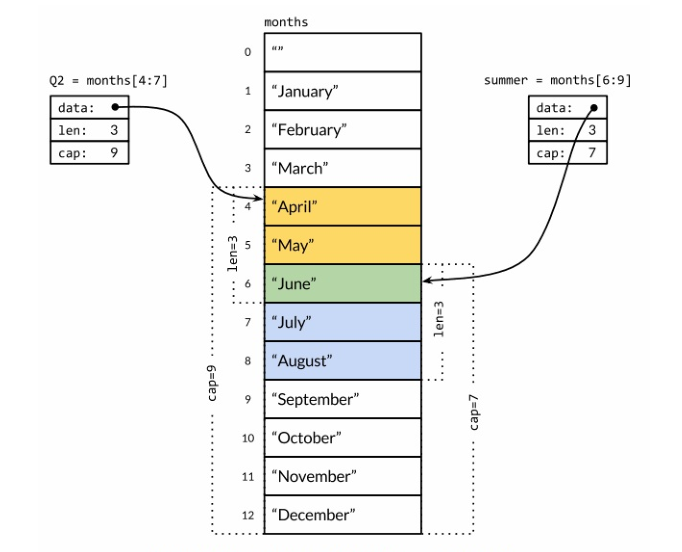 months
0 “”
Q2 = months[4:7]
summer = months[6:9]
data:
len: 3
cap: 9
data:
len: 3
cap: 7
1 “January”
2 “February”
3 “March”
4 “April”
5 “May”
6 “June”
7 “July”
8 “August”
9 “September”
10 “October”
11 “November”
12 “December”
len=3
cap=9
len=3
cap=7